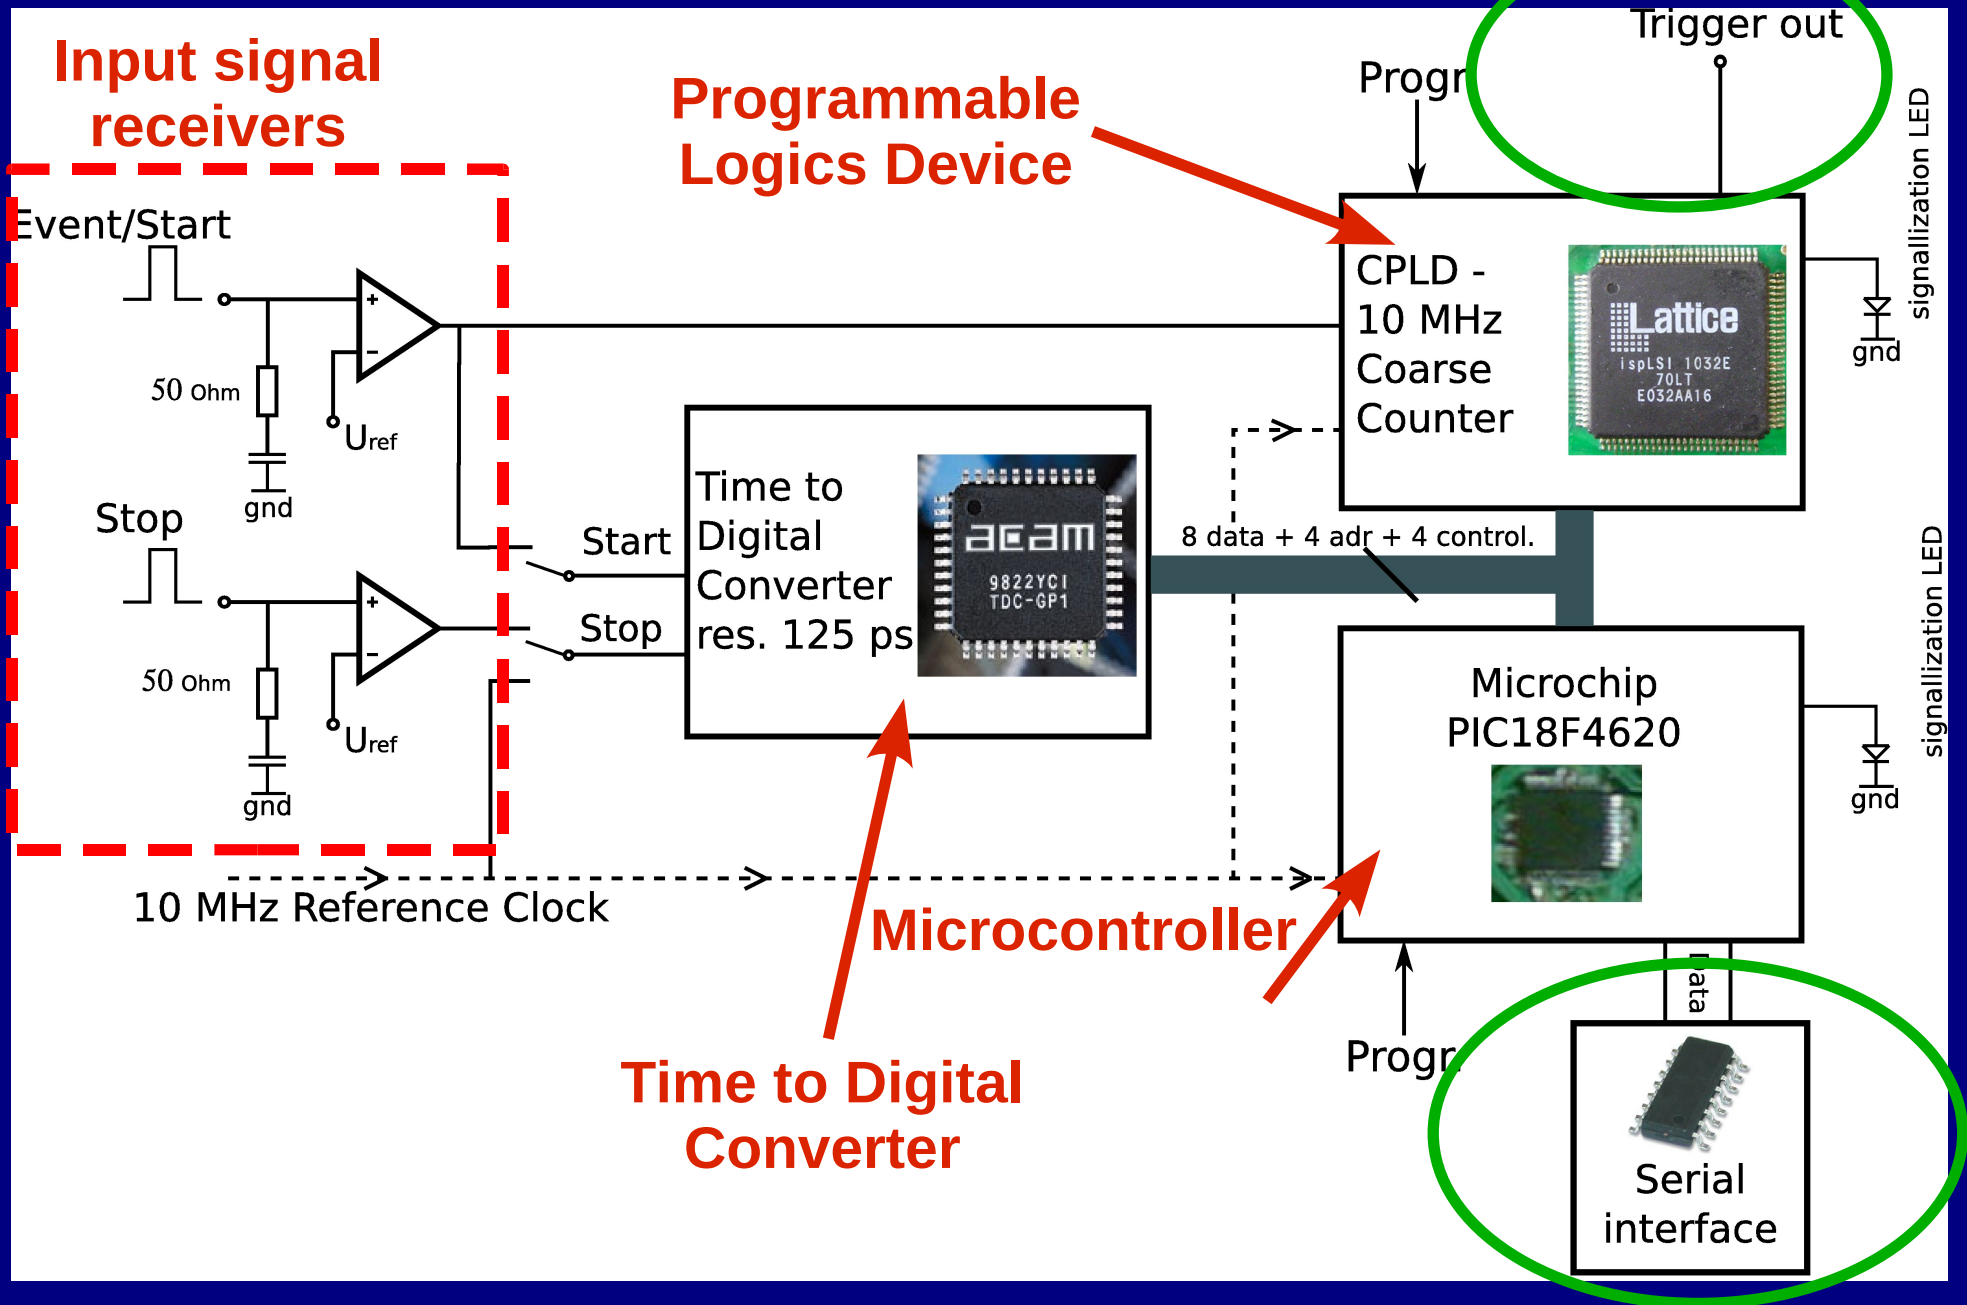 Input signal
receivers
Event/Start
50 Ohm
Uref
gnd
Stop
50 Ohm
Uref
gnd
10 MHz Reference Clock
Programmable
Logics Device
Start
Stop
Time to
Digital
Converter
res. 125 ps
acam
9822YCI
TDC-GP1
Time to Digital
Converter
Microcontroller
Progr
Trigger out
CPLD -
10 MHz
Coarse
Counter
Lattice
ispLSI 1032E
70LT
E032AA16
signallization LED
gnd
8 data + 4 adr + 4 control.
Microchip
PIC18F4620
signallization LED
gnd
Progr.
Data
Serial
interface